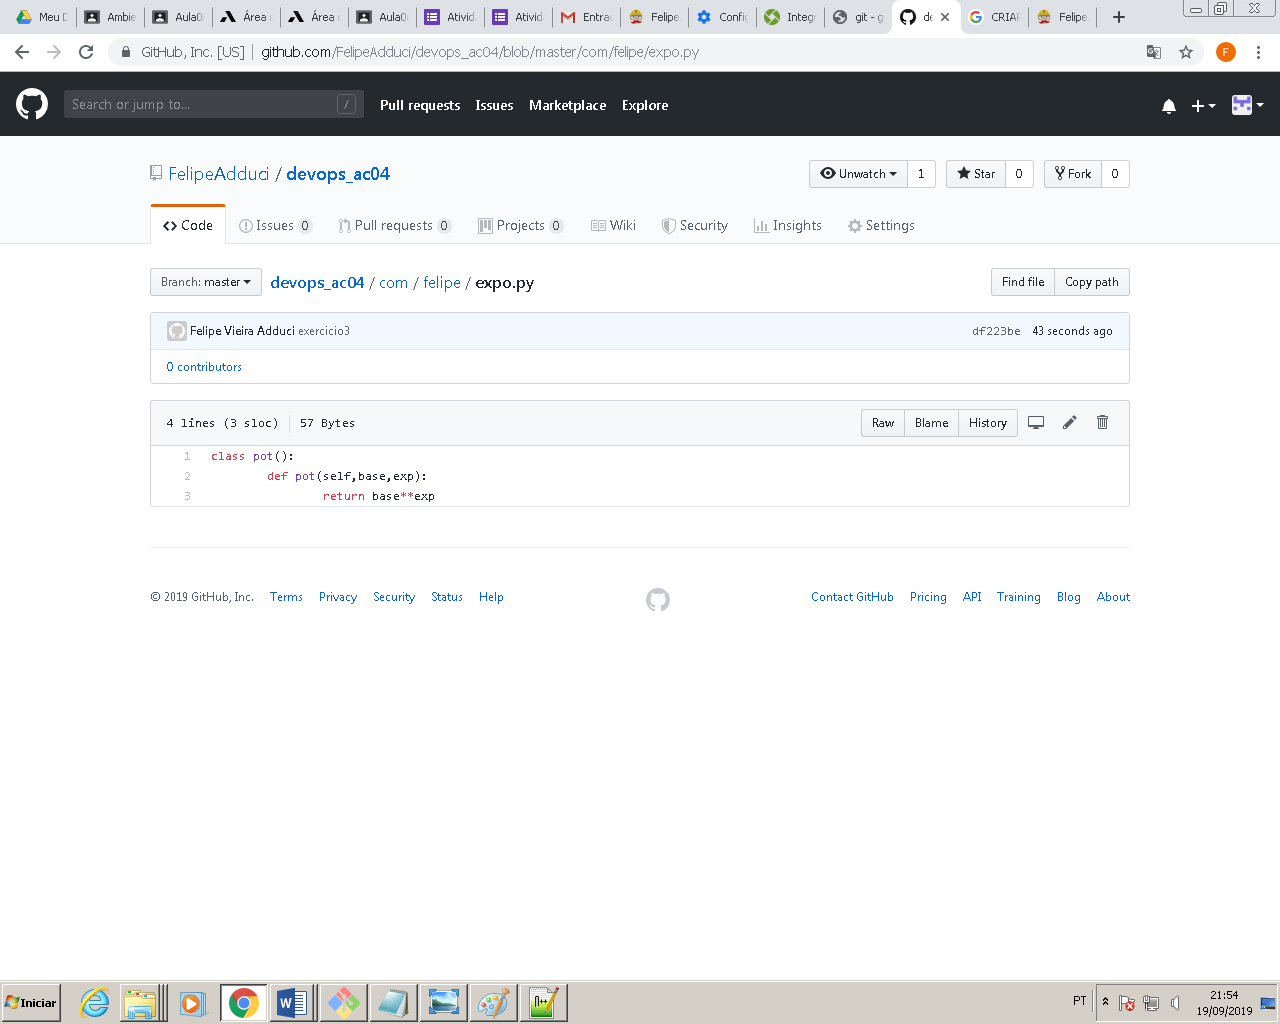 Meu D
Ambie
Aula0
Área
Área
Aula0
Ativid
Ativid
Entra
Felipe
Config
Integ
git - g
de
CRIAR
Felipe
GitHub, Inc. [US] | github.com/FelipeAdduci/devops_ac04/blob/master/com/felipe/expo.py
F
Search or jump to... /
Pull requests Issues Marketplace Explore
FelipeAdduci / devops_ac04
Unwatch 1 Star 0 Fork 0
Code Issues 0 Pull requests 0 Projects 0 Wiki Security Insights Settings
Branch: master devops_ac04 / com / felipe / expo.py Find file Copy path
Felipe Vieira Adduci exercicio3 df223be 43 seconds ago
0 contributors
4 lines (3 sloc) | 57 Bytes Raw Blame History
1 class pot():
2 def pot(self,base,exp):
3 return base**exp
© 2019 GitHub, Inc. Terms Privacy Security Status Help Contact GitHub Pricing API Training Blog About
Iniciar
PT
21:54
19/09/2019